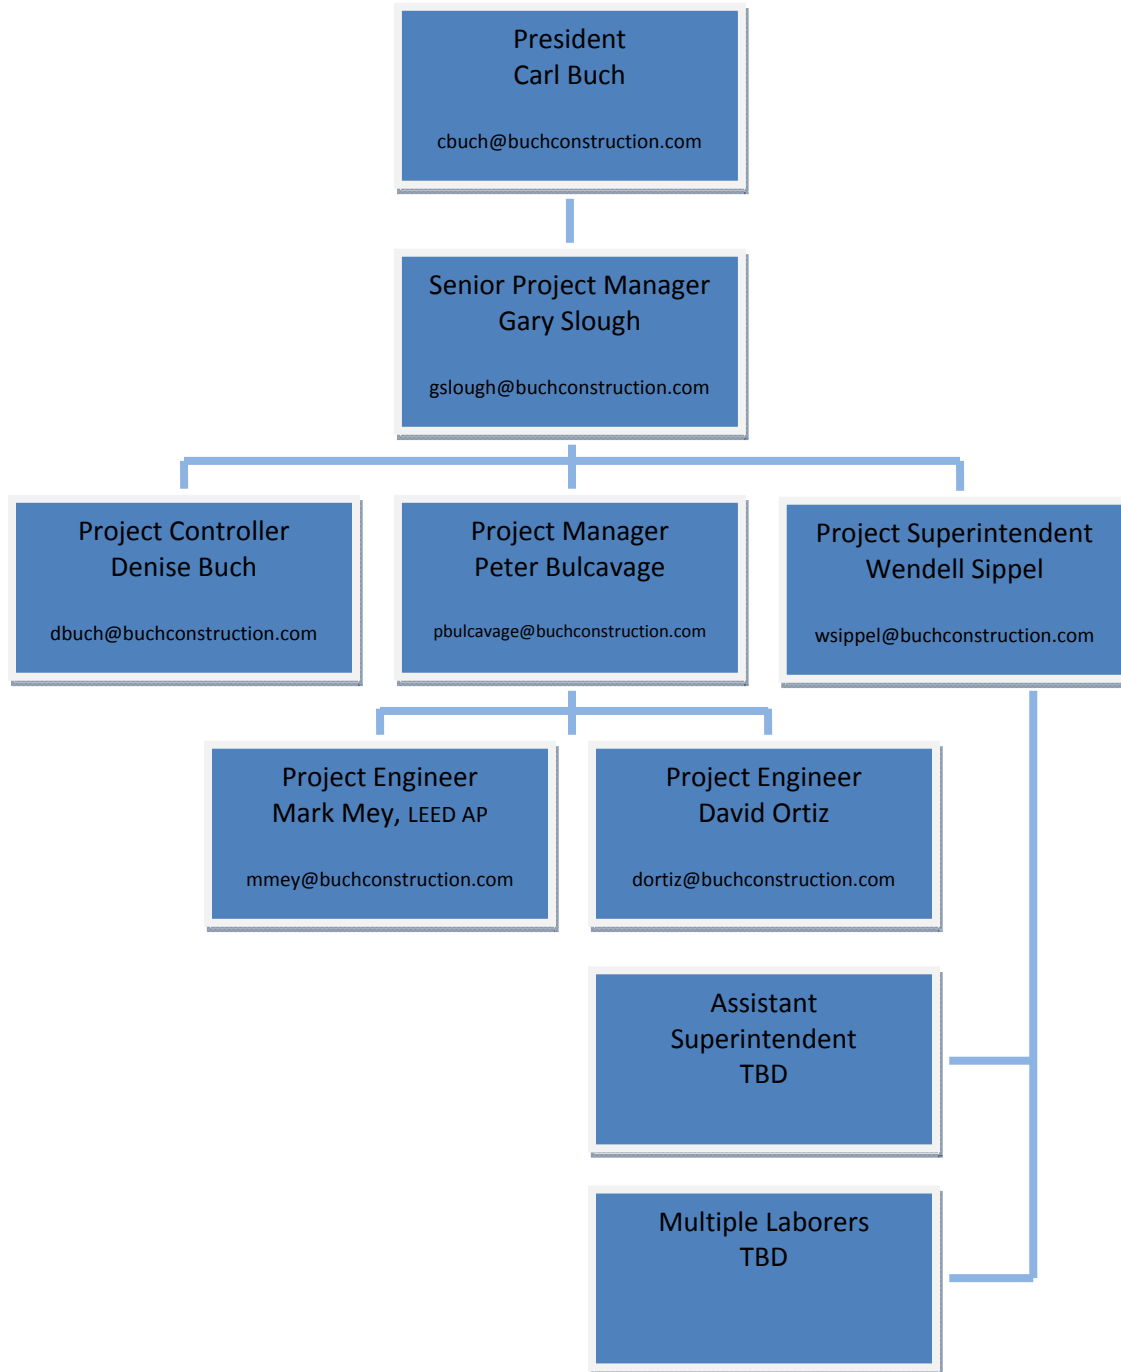 President
Carl Buch
cbuch@buchconstruction.com
Senior Project Manager
Gary Slough
gslough@buchconstruction.com
Project Controller
Denise Buch
dbuch@buchconstruction.com
Project Manager
Peter Bulcavage
pbulcavage@buchconstruction.com
Project Superintendent
Wendell Sippel
wsippel@buchconstruction.com
Project Engineer
Mark Mey, LEED AP
mmey@buchconstruction.com
Project Engineer
David Ortiz
dortiz@buchconstruction.com
Assistant
Superintendent
TBD
Multiple Laborers
TBD